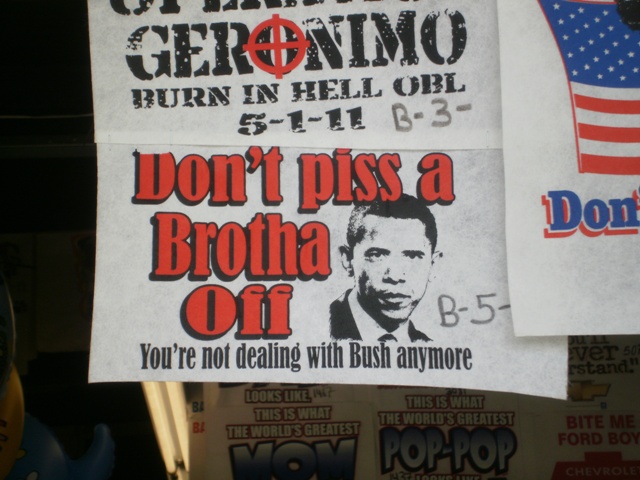 GERONIMO
BURN IN HELL OBL
5-1-11 B-3-
Don't piss a
Brotha
Off
B-5-
You're not dealing with Bush anymore
Don'
LOOKS LIKE
THIS IS WHAT
THE WORLD'S GREATEST
MOM
THIS IS WHAT
THE WORLD'S GREATEST
POP-POP
rstand."
BITE ME
FORD BOY
CHEVROLE